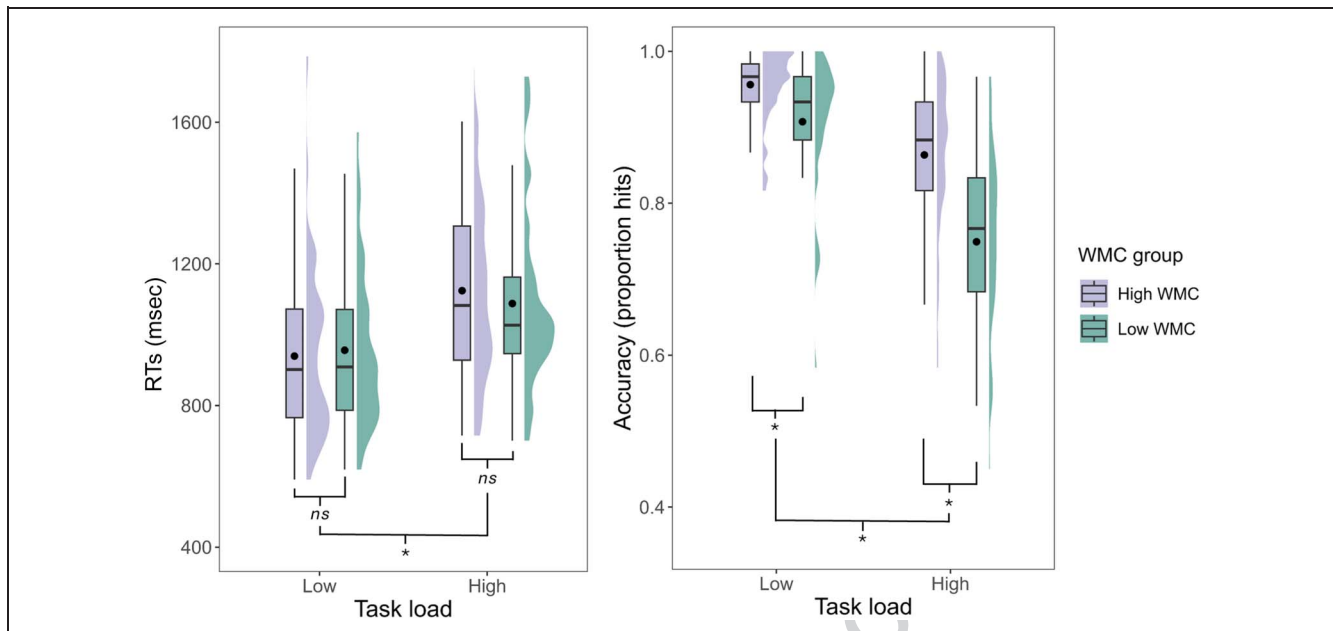 RTs (msec)
1600
1200
800
400
ns
ns
*
Low
High
Task load
Accuracy (proportion hits)
1.0
0.8
0.6
0.4
*
*
*
Low
High
Task load
WMC group
High WMC
Low WMC